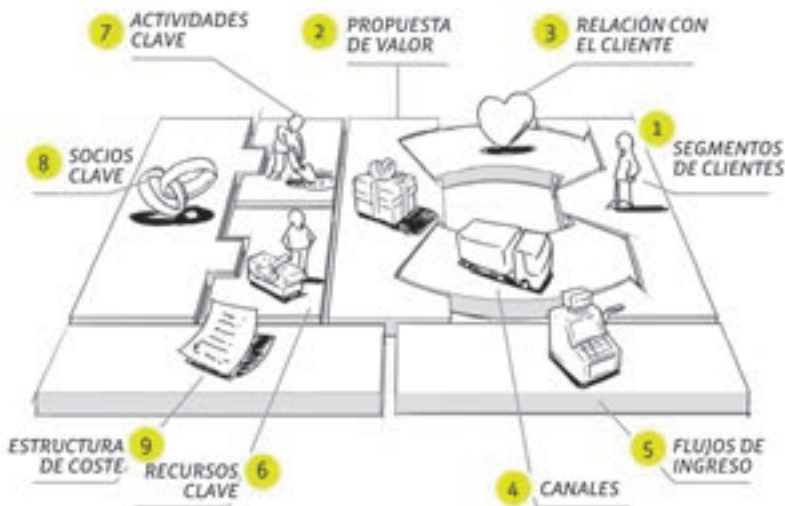 7 ACTIVIDADES
CLAVE
2 PROPUESTA
DE VALOR
3 RELACIÓN CON
EL CLIENTE
1 SEGMENTOS
DE CLIENTES
8 SOCIOS
CLAVE
ESTRUCTURA
DE COSTE
9
RECURSOS
CLAVE
6
4 CANALES
5 FLUJOS DE
INGRESO